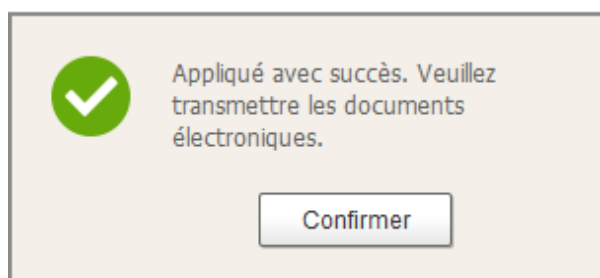 Appliqué avec succès. Veuillez
transmettre les documents
électroniques.
Confirmer